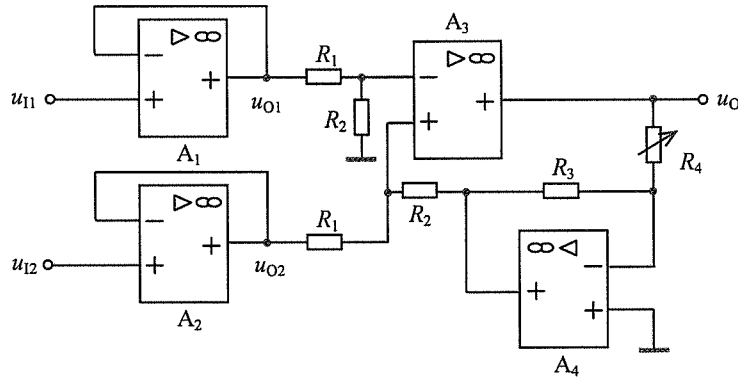 A₃
▷ ∞
−
+
+
R₁
u_I1
u_O1
R₂
−
▷ ∞
+
+
u_O
A₁
R₄
R₃
R₂
−
▷ ∞
+
+
R₁
u_I2
u_O2
∞ ▷
−
+
+
A₂
A₄